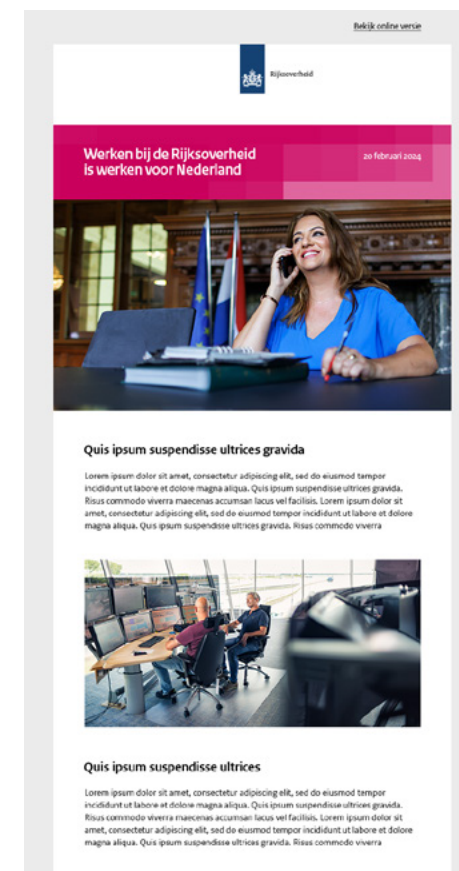 Bekijk online versie
Rijksoverheid
Werken bij de Rijksoverheid
is werken voor Nederland
20 februari 2024
Quis ipsum suspendisse ultrices gravida
Lorem ipsum dolor sit amet, consectetur adipiscing elit, sed do eiusmod tempor
incididunt ut labore et dolore magna aliqua. Quis ipsum suspendisse ultrices gravida.
Risus commodo viverra maecenas accumsan lacus vel facilisis. Lorem ipsum dolor sit
amet, consectetur adipiscing elit, sed do eiusmod tempor incididunt ut labore et dolore
magna aliqua. Quis ipsum suspendisse ultrices gravida. Risus commodo viverra
Quis ipsum suspendisse ultrices
Lorem ipsum dolor sit amet, consectetur adipiscing elit, sed do eiusmod tempor
incididunt ut labore et dolore magna aliqua. Quis ipsum suspendisse ultrices gravida.
Risus commodo viverra maecenas accumsan lacus vel facilisis. Lorem ipsum dolor sit
amet, consectetur adipiscing elit, sed do eiusmod tempor incididunt ut labore et dolore
magna aliqua. Quis ipsum suspendisse ultrices gravida. Risus commodo viverra